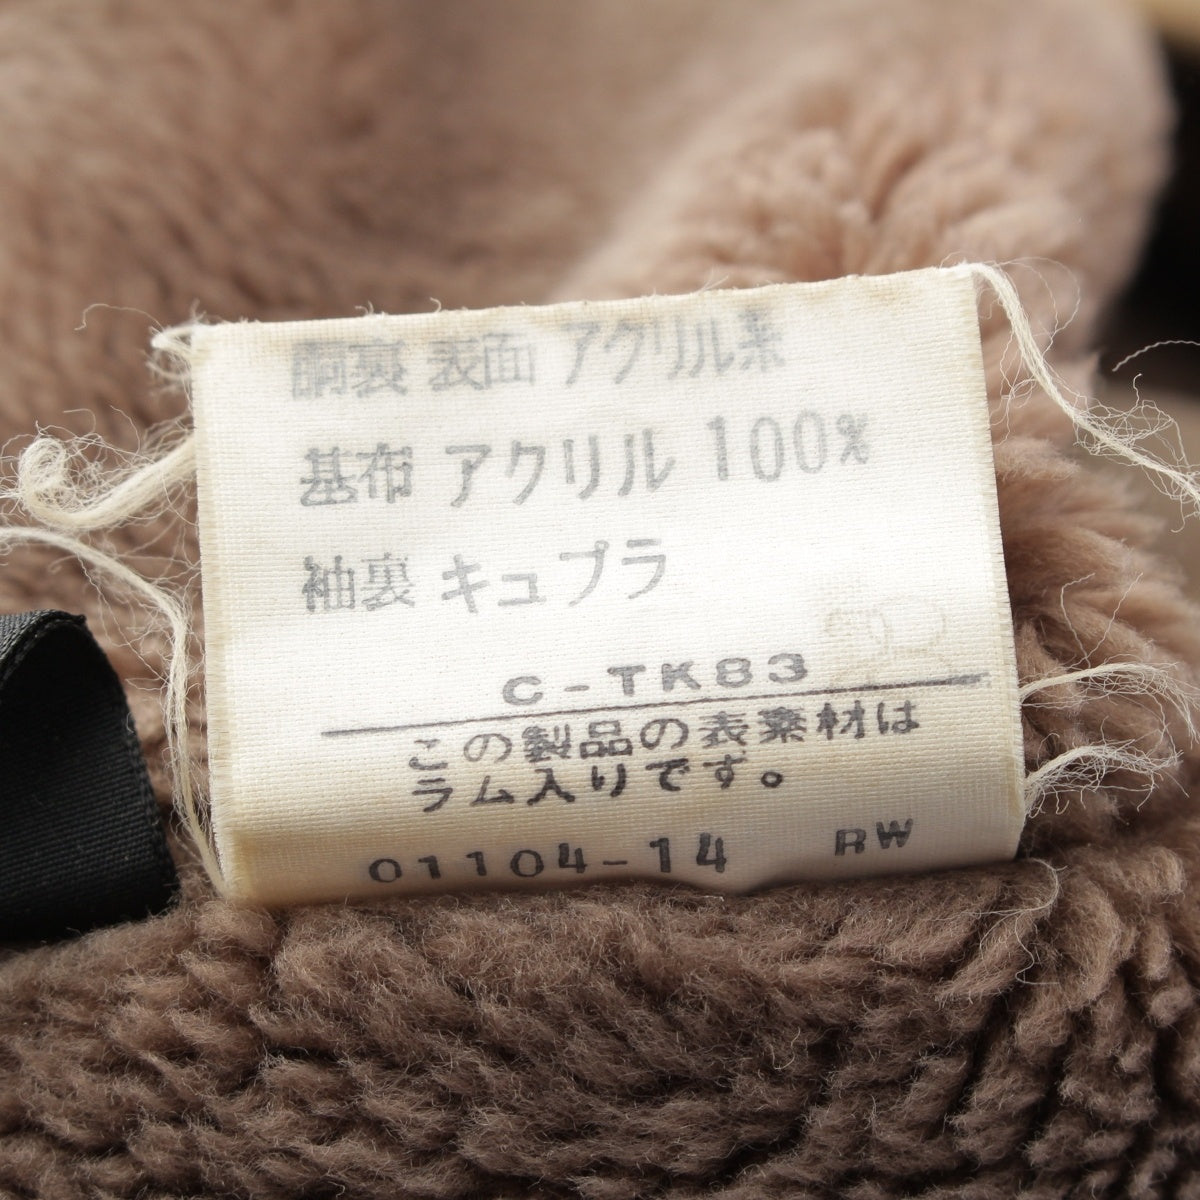 胴裏 表面 アクリル糸
基布 アクリル 100%
袖裏 キュプラ
C-TK83
この製品の表素材は
ラム入りです。
01104-14 RW